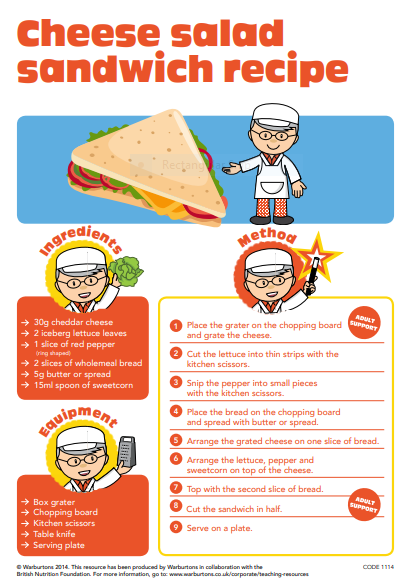 Cheese salad
sandwich recipe
Ingredients
→ 30g cheddar cheese
→ 2 iceberg lettuce leaves
→ 1 slice of red pepper
(ring shaped)
→ 2 slices of wholemeal bread
→ 5g butter or spread
→ 15ml spoon of sweetcorn
Equipment
→ Box grater
→ Chopping board
→ Kitchen scissors
→ Table knife
→ Serving plate
Method
1 Place the grater on the chopping board
and grate the cheese.
ADULT
SUPPORT
2 Cut the lettuce into thin strips with the
kitchen scissors.
3 Snip the pepper into small pieces
with the kitchen scissors.
4 Place the bread on the chopping board
and spread with butter or spread.
5 Arrange the grated cheese on one slice of bread.
6 Arrange the lettuce, pepper and
sweetcorn on top of the cheese.
7 Top with the second slice of bread.
8 Cut the sandwich in half.
ADULT
SUPPORT
9 Serve on a plate.
© Warburtons 2014. This resource has been produced by Warburtons in collaboration with the
British Nutrition Foundation. For more information, go to: www.warburtons.co.uk/corporate/teaching-resources
CODE 1114